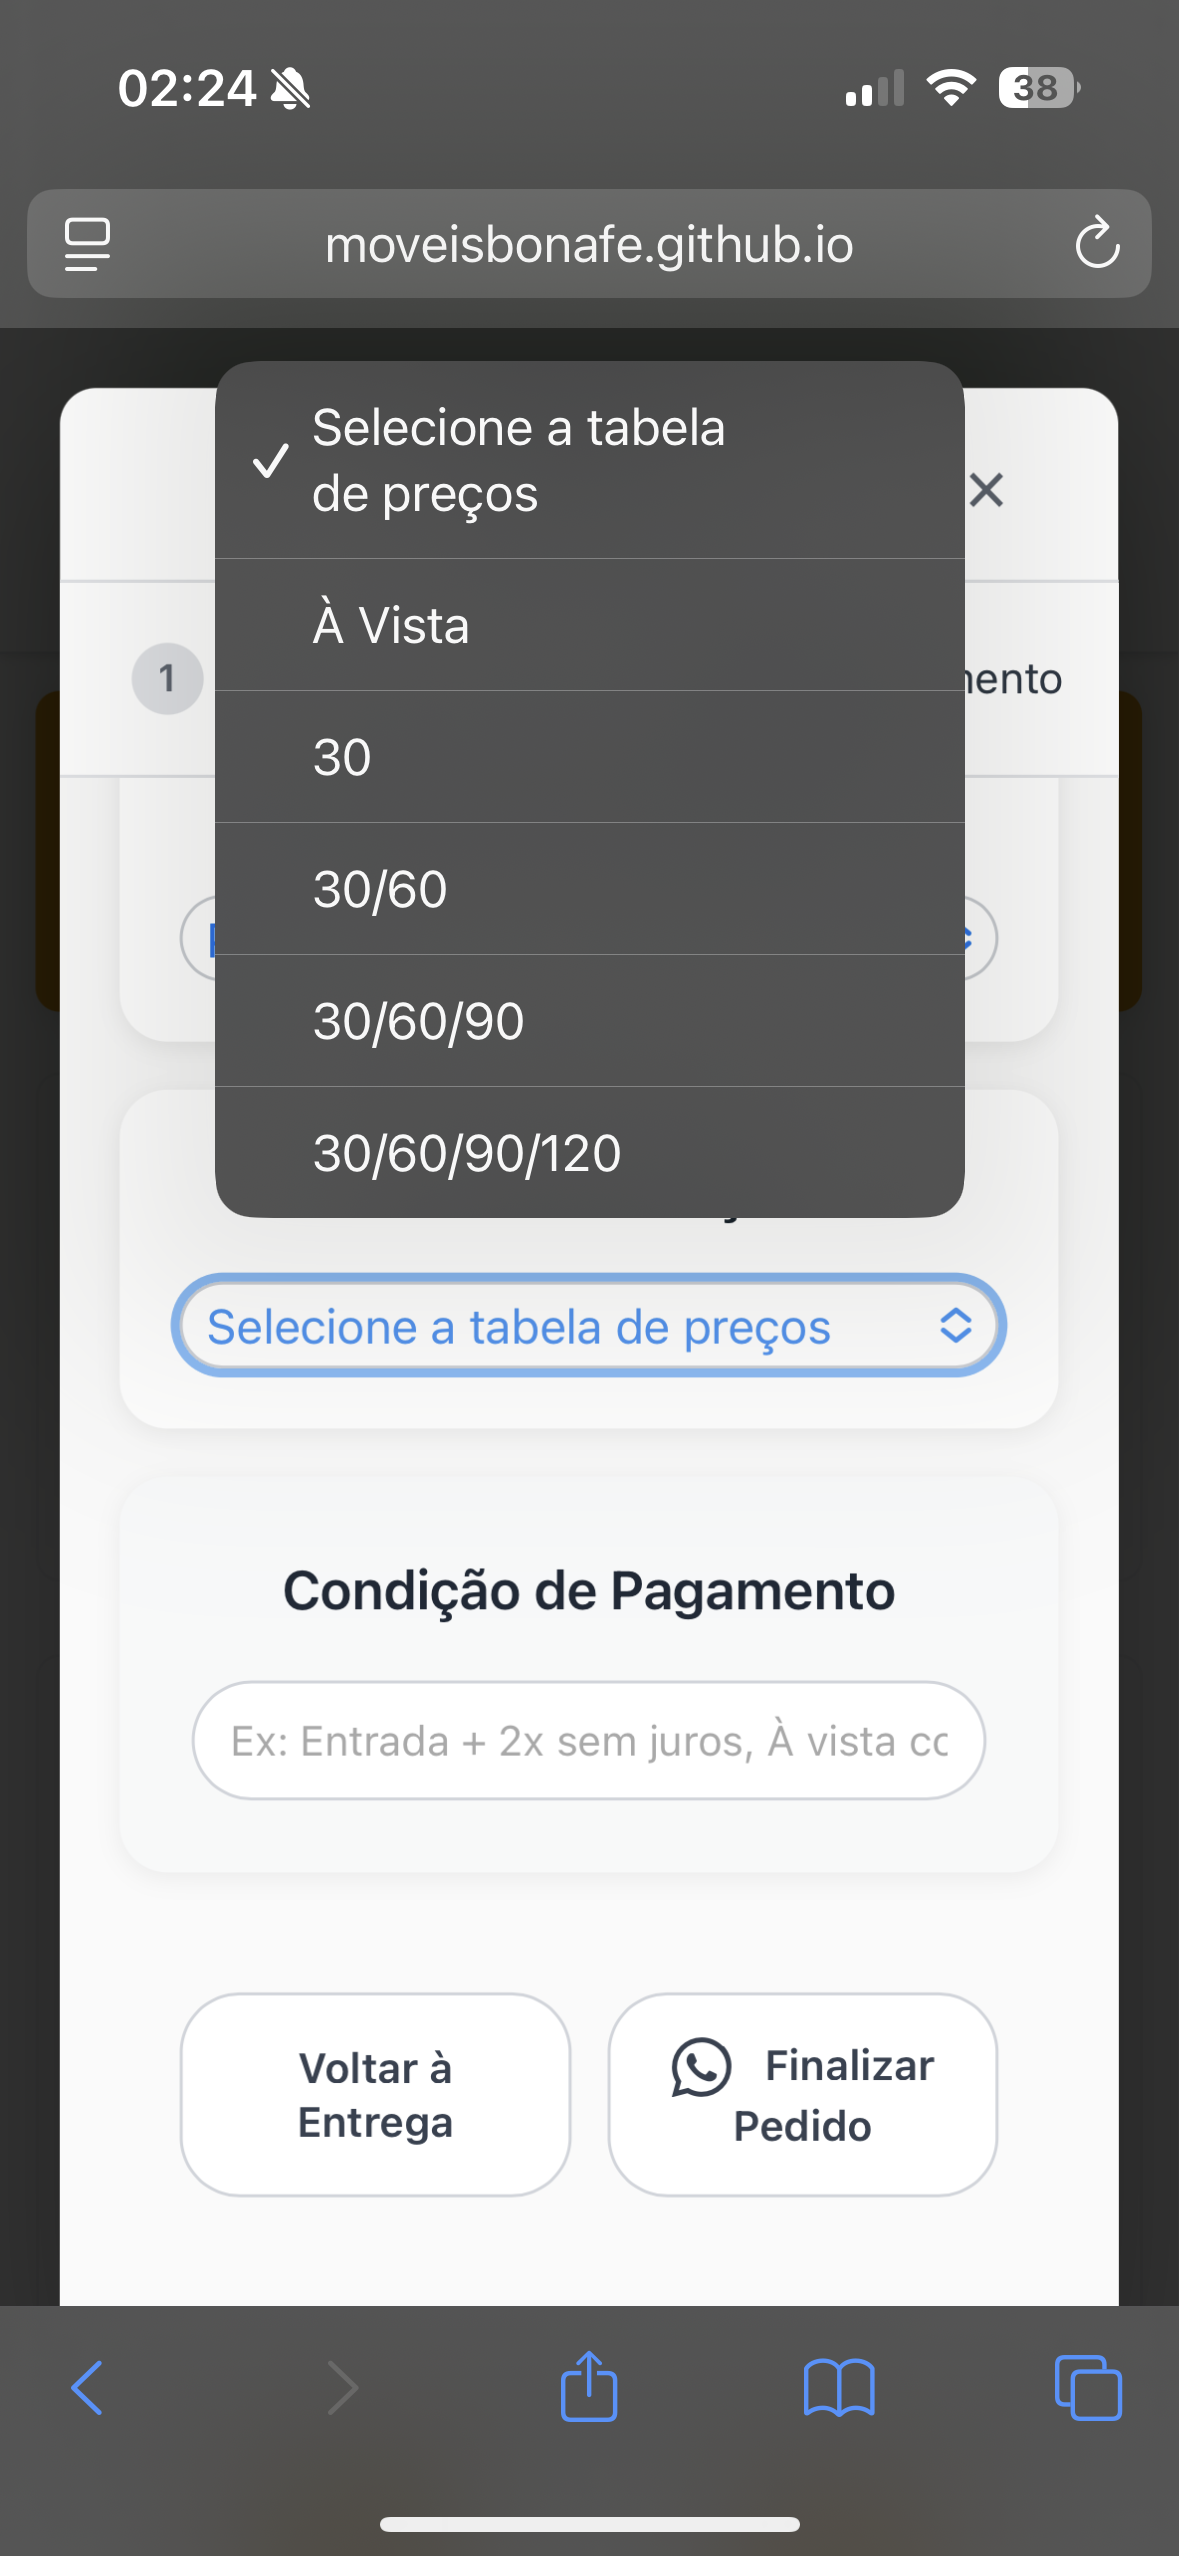 02:24
38
moveisbonafe.github.io
Selecione a tabela
de preços
À Vista
1
30
30/60
30/60/90
30/60/90/120
Selecione a tabela de preços
Condição de Pagamento
Ex: Entrada + 2x sem juros, À vista
Voltar à
Entrega
Finalizar
Pedido